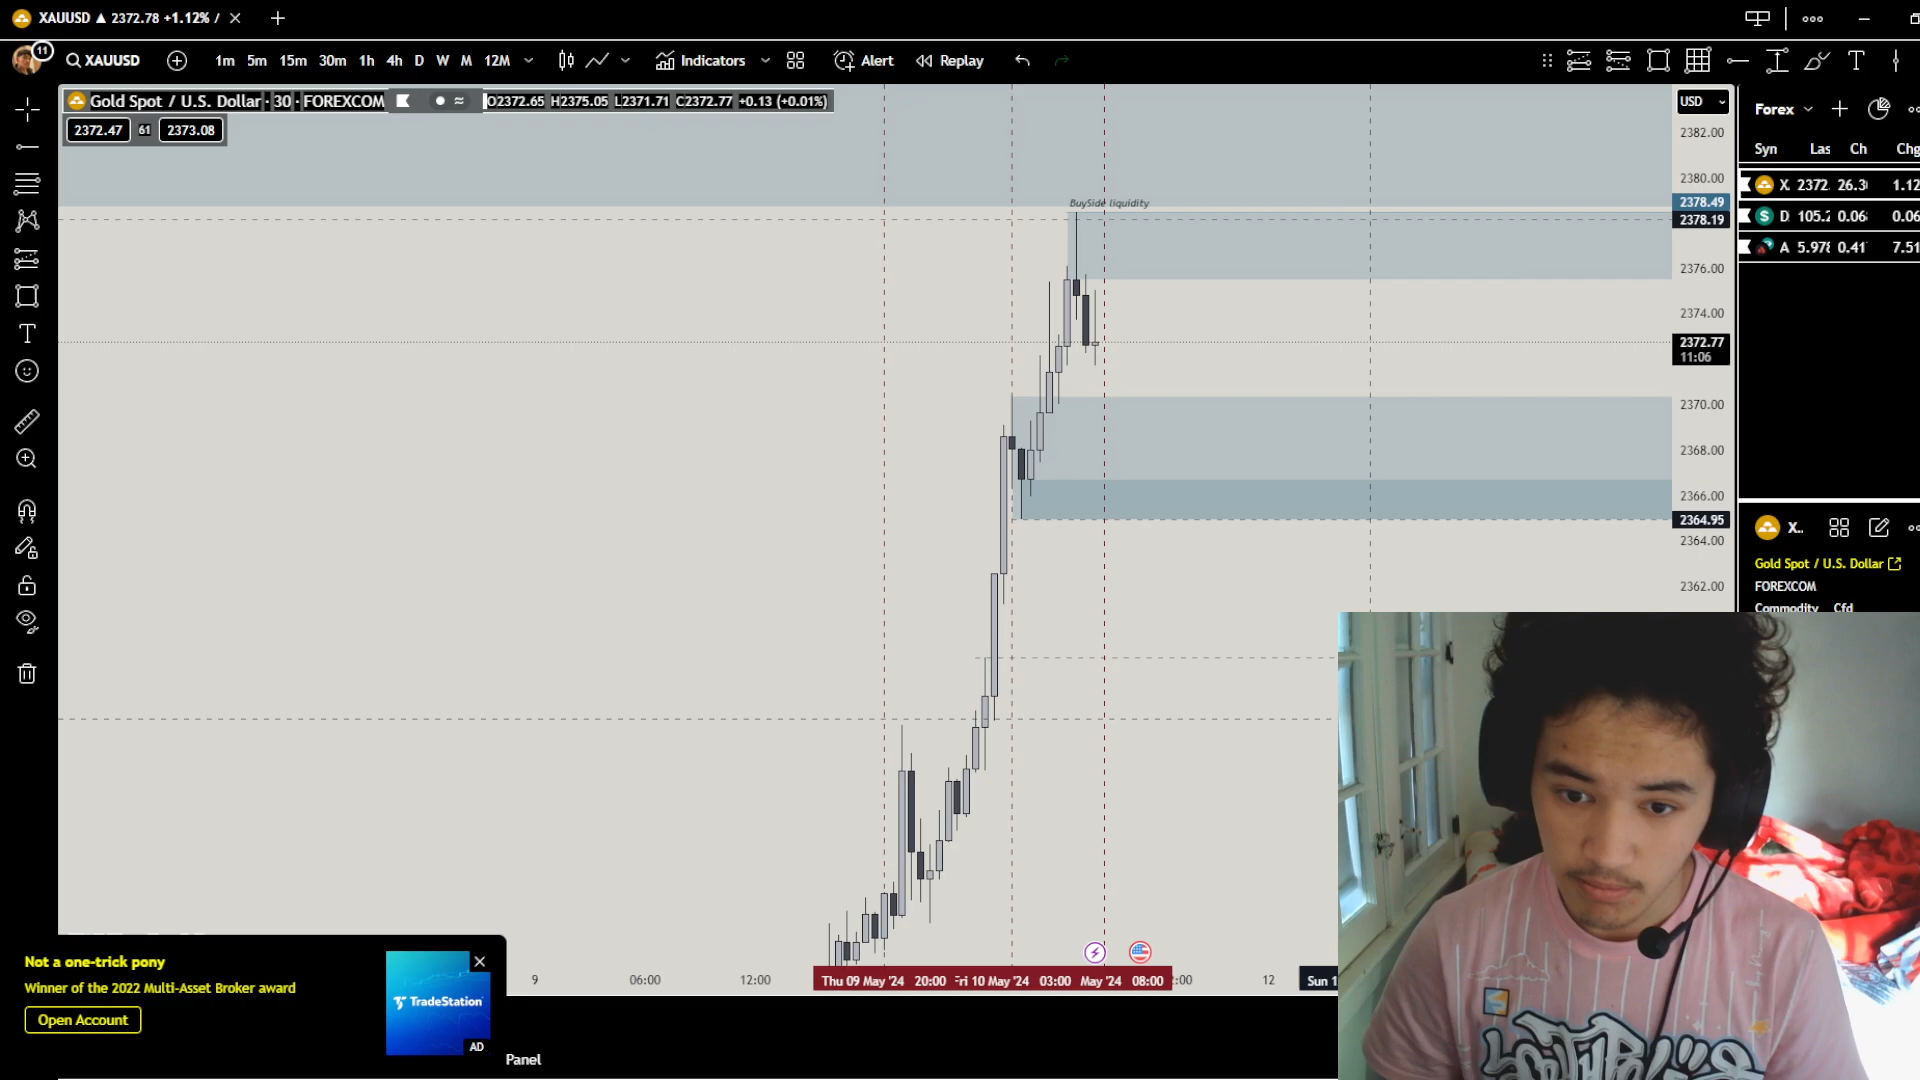 XAUUSD ▲ 2372.78 +1.12% /
11
XAUUSD 1m 5m 15m 30m 1h 4h D W M 12M Indicators Alert Replay
Gold Spot / U.S. Dollar · 30 · FOREXCOM O2372.65 H2375.05 L2371.71 C2372.77 +0.13 (+0.01%)
2372.47 61 2373.08
USD
2382.00
2380.00
2378.49
2378.19
2376.00
2374.00
2372.77
11:06
2370.00
2368.00
2366.00
2364.95
2364.00
2362.00
BuySide liquidity
Forex
Syn Las Ch Chg
X 2372. 26.3 1.12
D 105.2 0.06 0.06
A 5.978 0.41 7.51
X..
Gold Spot / U.S. Dollar
FOREXCOM
Commodity Cfd
9 06:00 12:00 Thu 09 May '24 20:00 Fri 10 May '24 03:00 May '24 08:00 :00 12 Sun 1
Not a one-trick pony
Winner of the 2022 Multi-Asset Broker award
Open Account
TradeStation
AD
Panel